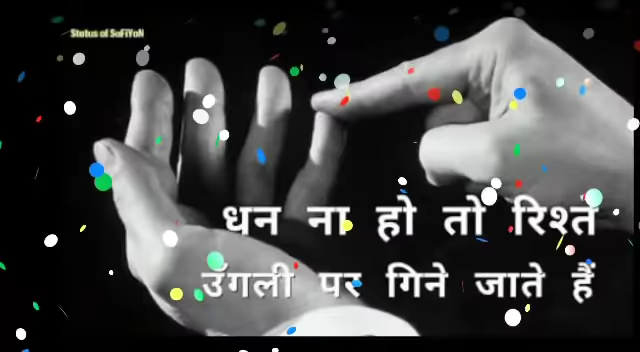 Status of SoFiYaN
धन ना हो तो रिश्ते
उँगली पर गिने जाते हैं